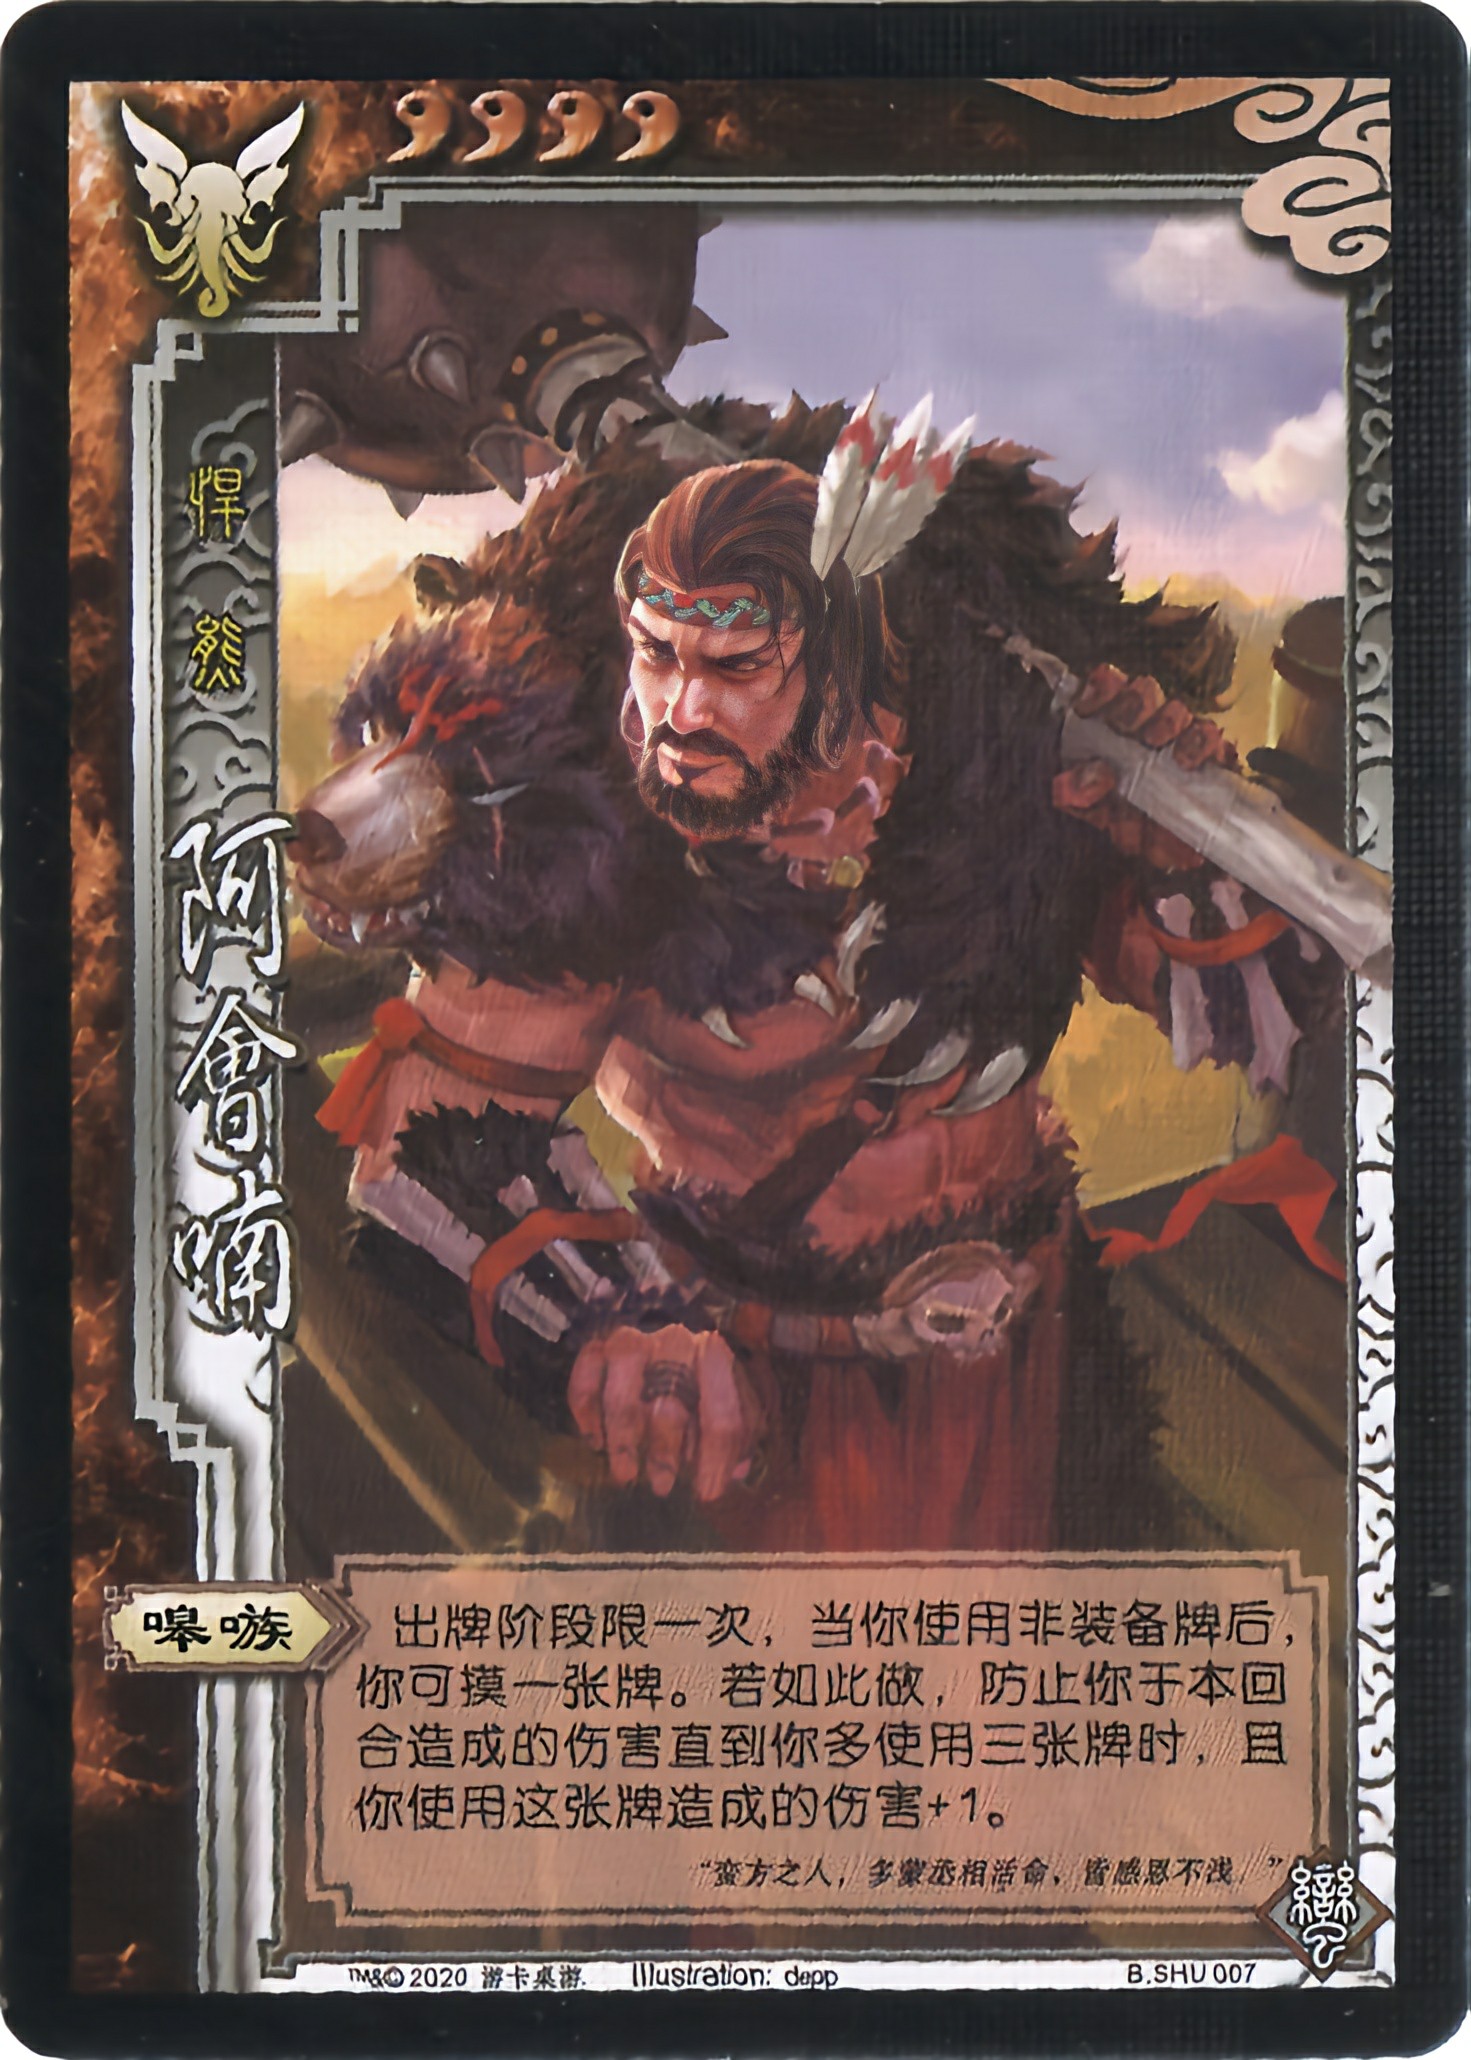 悍熊
阿會喃
嗥嗾
出牌阶段限一次，当你使用非装备牌后，
你可摸一张牌。若如此做，防止你于本回
合造成的伤害直到你多使用三张牌时，且
你使用这张牌造成的伤害+1。
“蛮方之人，多蒙丞相活命，皆感恩不浅。”
蠻
TM&©2020 游卡桌游. Illustration: depp
B.SHU 007